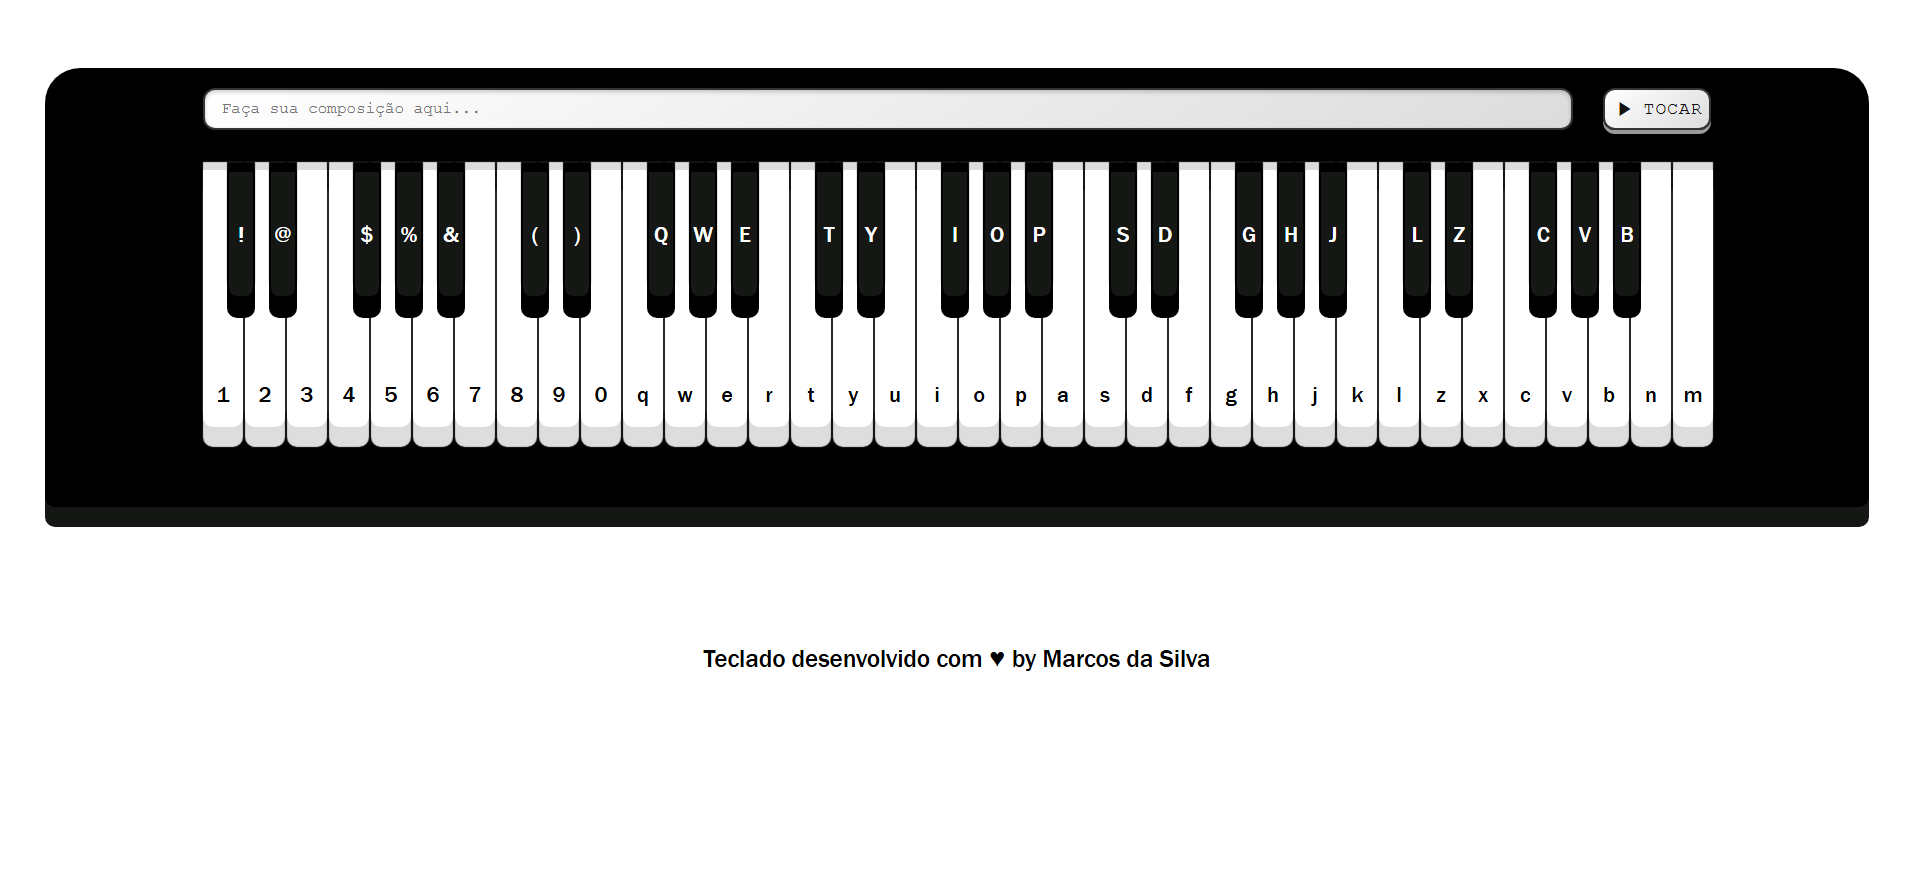 Faça sua composição aqui...
▶ TOCAR
! @ $ % & ( ) Q W E T Y I O P S D G H J L Z C V B
1 2 3 4 5 6 7 8 9 0 q w e r t y u i o p a s d f g h j k l z x c v b n m
Teclado desenvolvido com ♥ by Marcos da Silva